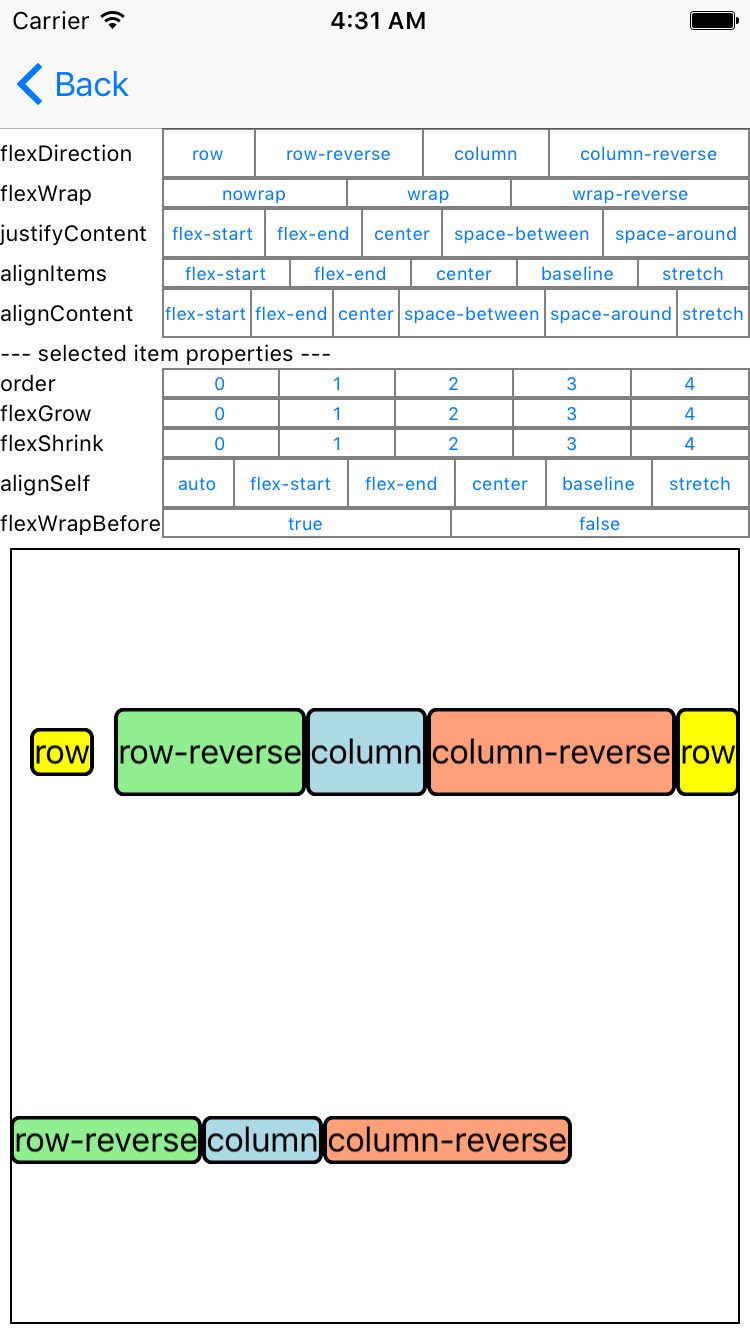 Carrier 4:31 AM
Back
flexDirection row row-reverse column column-reverse
flexWrap nowrap wrap wrap-reverse
justifyContent flex-start flex-end center space-between space-around
alignItems flex-start flex-end center baseline stretch
alignContent flex-start flex-end center space-between space-around stretch
--- selected item properties ---
order 0 1 2 3 4
flexGrow 0 1 2 3 4
flexShrink 0 1 2 3 4
alignSelf auto flex-start flex-end center baseline stretch
flexWrapBefore true false
row row-reverse column column-reverse row
row-reverse column column-reverse